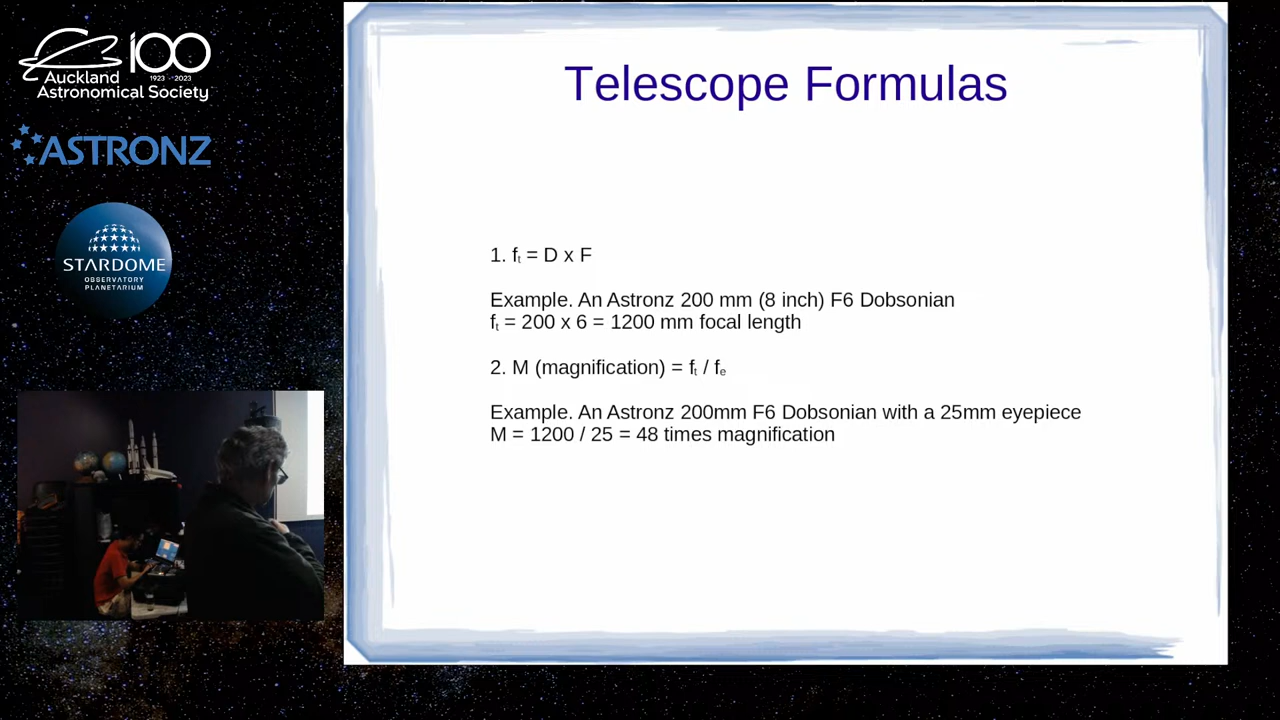 100
1923 - 2023
Auckland
Astronomical Society
ASTRONZ
STARDOME
OBSERVATORY
PLANETARIUM
Telescope Formulas
1. fₜ = D x F
Example. An Astronz 200 mm (8 inch) F6 Dobsonian
fₜ = 200 x 6 = 1200 mm focal length
2. M (magnification) = fₜ / fₑ
Example. An Astronz 200mm F6 Dobsonian with a 25mm eyepiece
M = 1200 / 25 = 48 times magnification